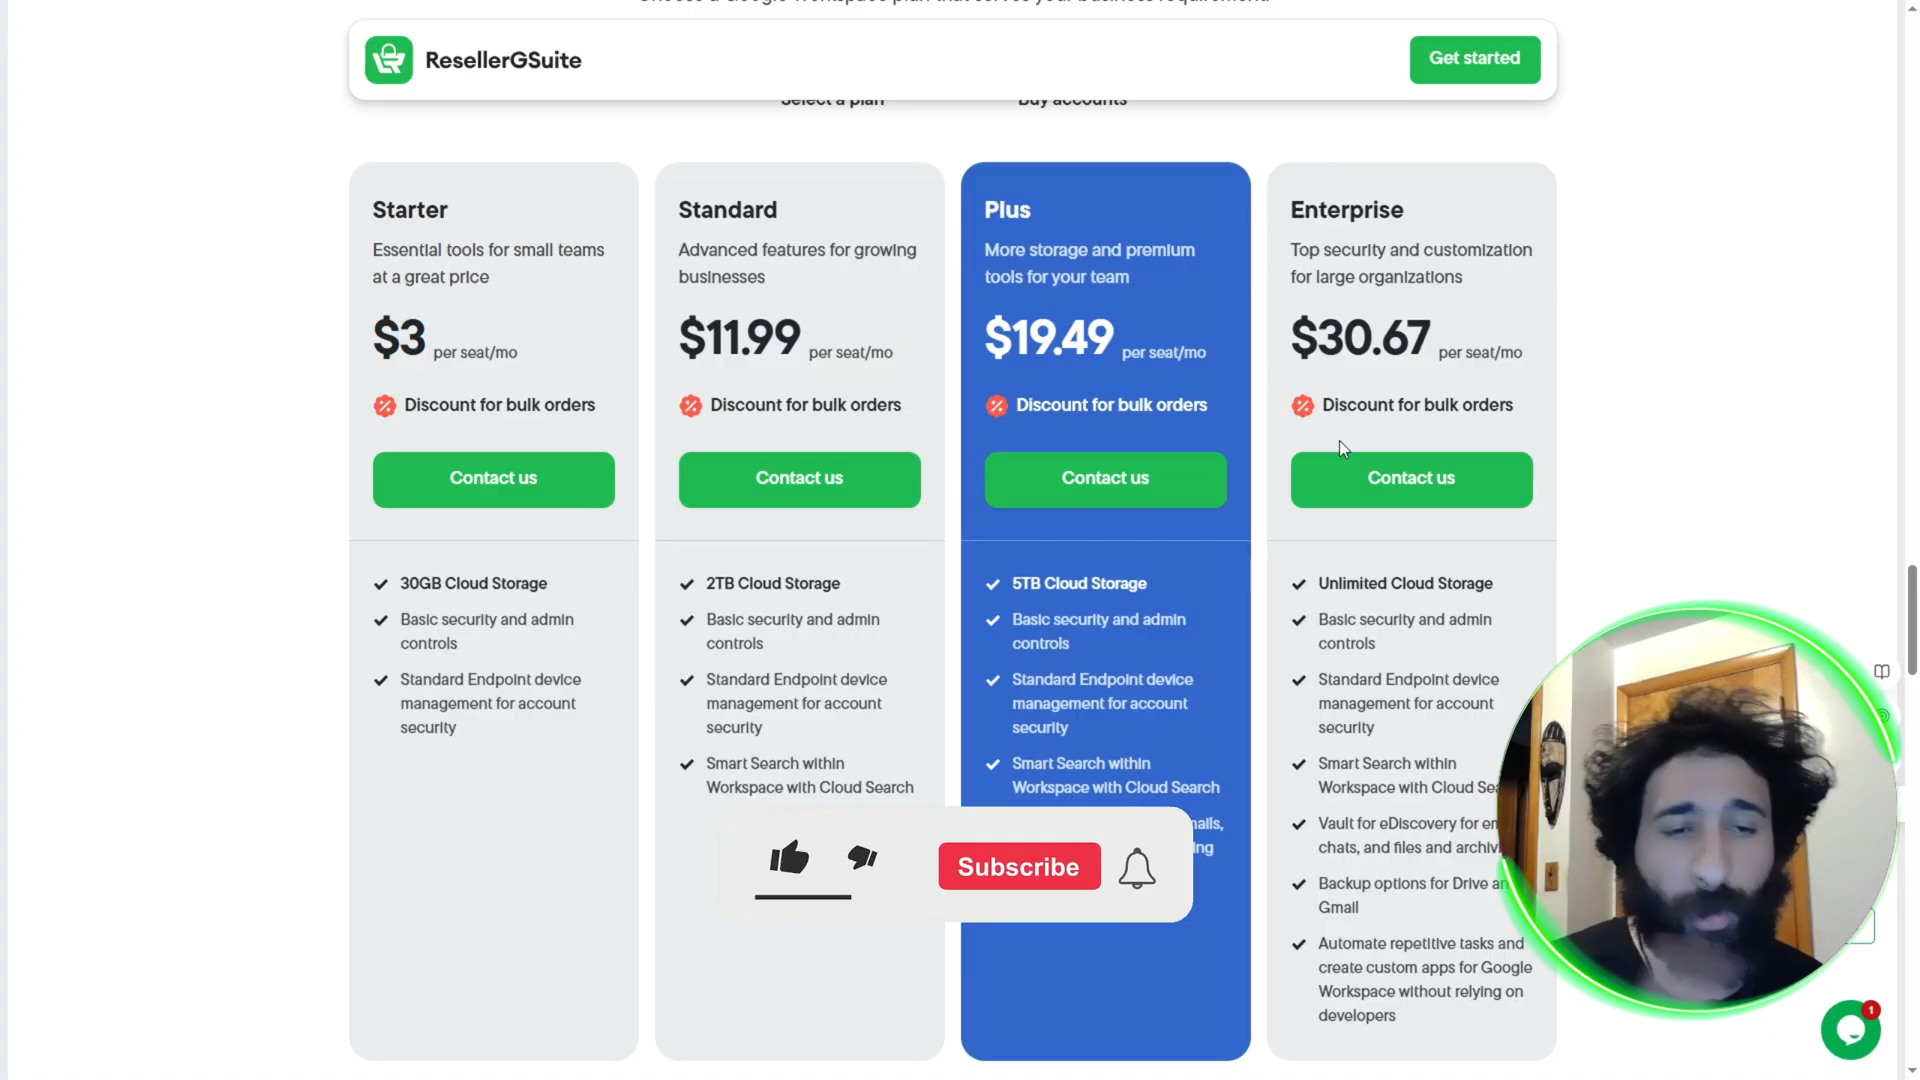 ResellerGSuite
Get started
Select a plan
Buy accounts
Starter
Essential tools for small teams
at a great price
$3 per seat/mo
Discount for bulk orders
Contact us
30GB Cloud Storage
Basic security and admin
controls
Standard Endpoint device
management for account
security
Standard
Advanced features for growing
businesses
$11.99 per seat/mo
Discount for bulk orders
Contact us
2TB Cloud Storage
Basic security and admin
controls
Standard Endpoint device
management for account
security
Smart Search within
Workspace with Cloud Search
Plus
More storage and premium
tools for your team
$19.49 per seat/mo
Discount for bulk orders
Contact us
5TB Cloud Storage
Basic security and admin
controls
Standard Endpoint device
management for account
security
Smart Search within
Workspace with Cloud Search
Enterprise
Top security and customization
for large organizations
$30.67 per seat/mo
Discount for bulk orders
Contact us
Unlimited Cloud Storage
Basic security and admin
controls
Standard Endpoint device
management for account
security
Smart Search within
Workspace with Cloud
Vault for eDiscovery for
chats, and files and
Backup options for Drive
Gmail
Automate repetitive tasks and
create custom apps for Google
Workspace without relying on
developers
Subscribe
1